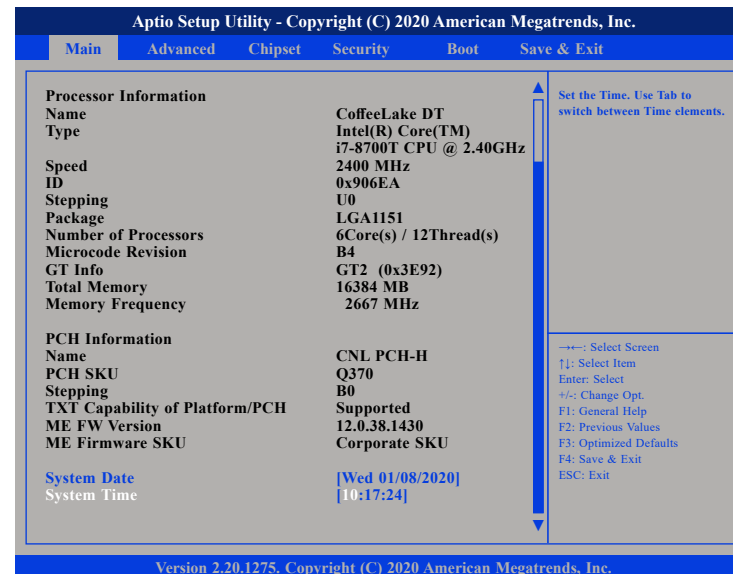 Aptio Setup Utility - Copyright (C) 2020 American Megatrends, Inc.
Main Advanced Chipset Security Boot Save & Exit
Processor Information
Name CoffeeLake DT
Type Intel(R) Core(TM)
i7-8700T CPU @ 2.40GHz
Speed 2400 MHz
ID 0x906EA
Stepping U0
Package LGA1151
Number of Processors 6Core(s) / 12Thread(s)
Microcode Revision B4
GT Info GT2 (0x3E92)
Total Memory 16384 MB
Memory Frequency 2667 MHz
PCH Information
Name CNL PCH-H
PCH SKU Q370
Stepping B0
TXT Capability of Platform/PCH Supported
ME FW Version 12.0.38.1430
ME Firmware SKU Corporate SKU
System Date [Wed 01/08/2020]
System Time [10:17:24]
Set the Time. Use Tab to
switch between Time elements.
→←: Select Screen
↑↓: Select Item
Enter: Select
+/-: Change Opt.
F1: General Help
F2: Previous Values
F3: Optimized Defaults
F4: Save & Exit
ESC: Exit
Version 2.20.1275. Copyright (C) 2020 American Megatrends, Inc.